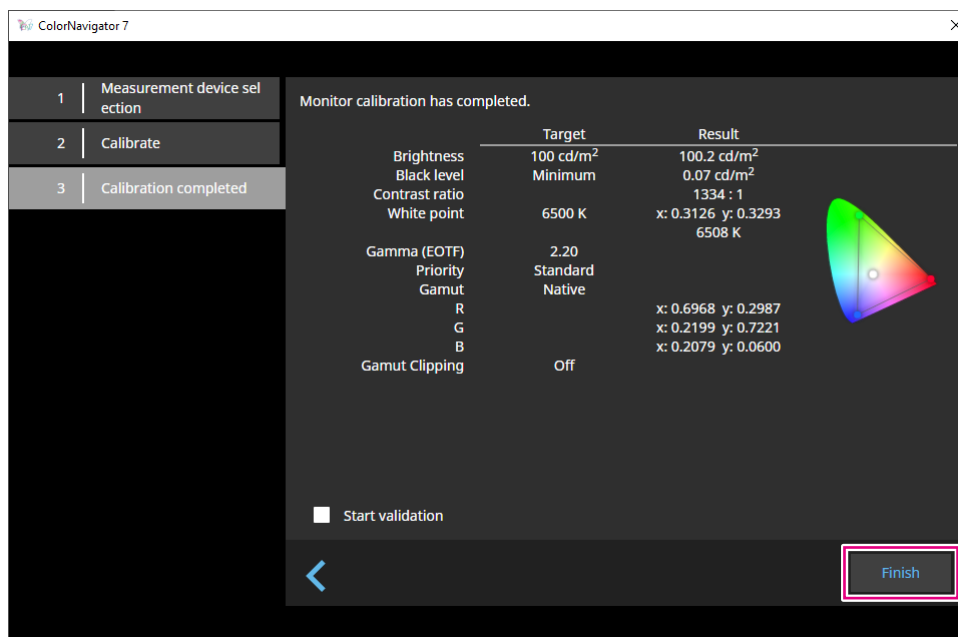 ColorNavigator 7
1 Measurement device sel
ection
2 Calibrate
3 Calibration completed
Monitor calibration has completed.
Target Result
Brightness 100 cd/m2 100.2 cd/m2
Black level Minimum 0.07 cd/m2
Contrast ratio 1334 : 1
White point 6500 K x: 0.3126 y: 0.3293
6508 K
Gamma (EOTF) 2.20
Priority Standard
Gamut Native
R x: 0.6968 y: 0.2987
G x: 0.2199 y: 0.7221
B x: 0.2079 y: 0.0600
Gamut Clipping Off
Start validation
Finish